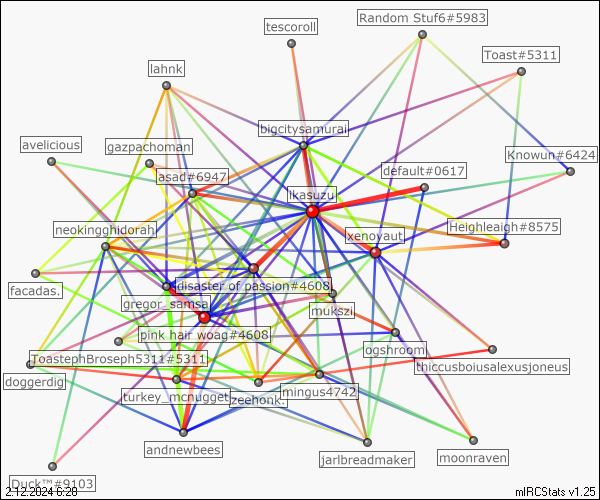 Random Stuf6#5983
tescoroll
Toast#5311
lahnk
bigcitysamurai
avelicious
gazpachoman
Knowun#6424
default#0617
asad#6947
ikasuzu
Heighleaigh#8575
neokingghidorah
xenoyaut
disaster of passion#4608
facadas.
gregor_samsa
mukszi
pink hair woag#4608
ogshroom
ToastephBroseph5311#5311
thiccusboiusalexusjoneus
doggerdig
turkey_mcnugget
zeehonk.
mingus4742
andnewbees
jarlbreadmaker
moonraven
Duck™#9103
2.12.2024 6:28
mIRCStats v1.25